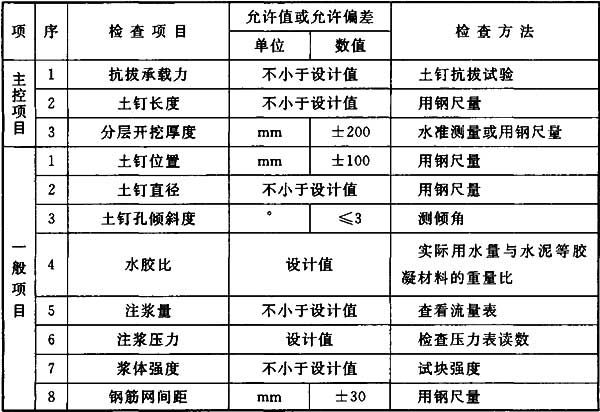 项 序 检查项目 允许值或允许偏差 检查方法
单位 数值
主控项目
1 抗拔承载力 不小于设计值 土钉抗拔试验
2 土钉长度 不小于设计值 用钢尺量
3 分层开挖厚度 mm ±200 水准测量或用钢尺量
一般项目
1 土钉位置 mm ±100 用钢尺量
2 土钉直径 不小于设计值 用钢尺量
3 土钉孔倾斜度 ° ≤3 测倾角
4 水胶比 设计值 实际用水量与水泥等胶
凝材料的重量比
5 注浆量 不小于设计值 查看流量表
6 注浆压力 设计值 检查压力表读数
7 浆体强度 不小于设计值 试块强度
8 钢筋网间距 mm ±30 用钢尺量